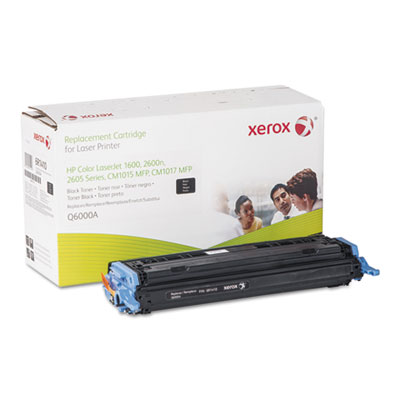 Replacement Cartridge
for Laser Printer
xerox
HP Color LaserJet 1600, 2600n,
2605 Series, CM1015 MFP, CM1017 MFP
Black Toner • Toner noir • Toner negro •
Toner Black • Toner preto
Q6000A
xerox